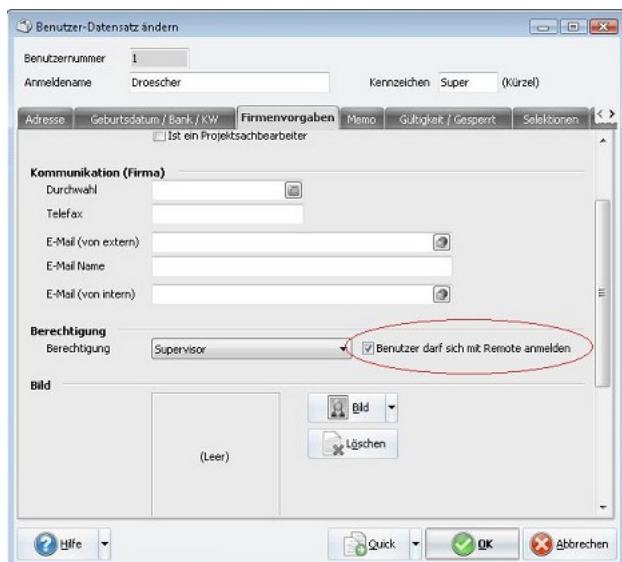 Benutzer-Datensatz ändern
Benutzernummer 1
Anmeldename Droescher Kennzeichen Super (Kürzel)
Adresse Geburtsdatum / Bank / KW Firmenvorgaben Memo Gültigkeit / Gesperrt Selektionen
Ist ein Projektsachbearbeiter
Kommunikation (Firma)
Durchwahl
Telefax
E-Mail (von extern)
E-Mail Name
E-Mail (von intern)
Berechtigung
Berechtigung Supervisor Benutzer darf sich mit Remote anmelden
Bild
Bild
Löschen
(Leer)
Hilfe Quick OK Abbrechen